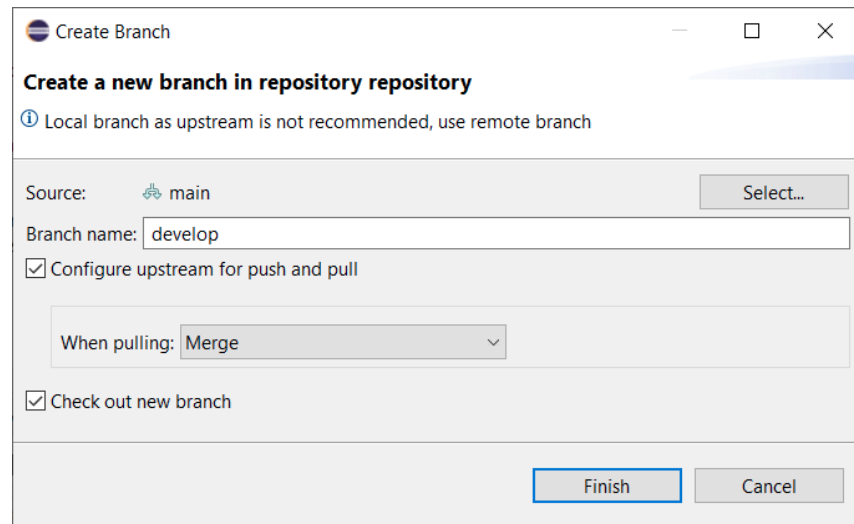 Create Branch
Create a new branch in repository repository
Local branch as upstream is not recommended, use remote branch
Source: main Select...
Branch name: develop
Configure upstream for push and pull
When pulling: Merge
Check out new branch
Finish Cancel